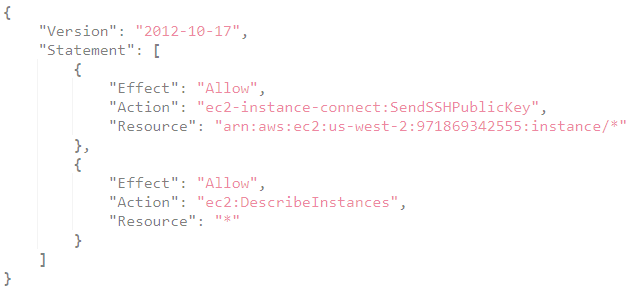 {
    "Version": "2012-10-17",
    "Statement": [
        {
            "Effect": "Allow",
            "Action": "ec2-instance-connect:SendSSHPublicKey",
            "Resource": "arn:aws:ec2:us-west-2:971869342555:instance/*"
        },
        {
            "Effect": "Allow",
            "Action": "ec2:DescribeInstances",
            "Resource": "*"
        }
    ]
}